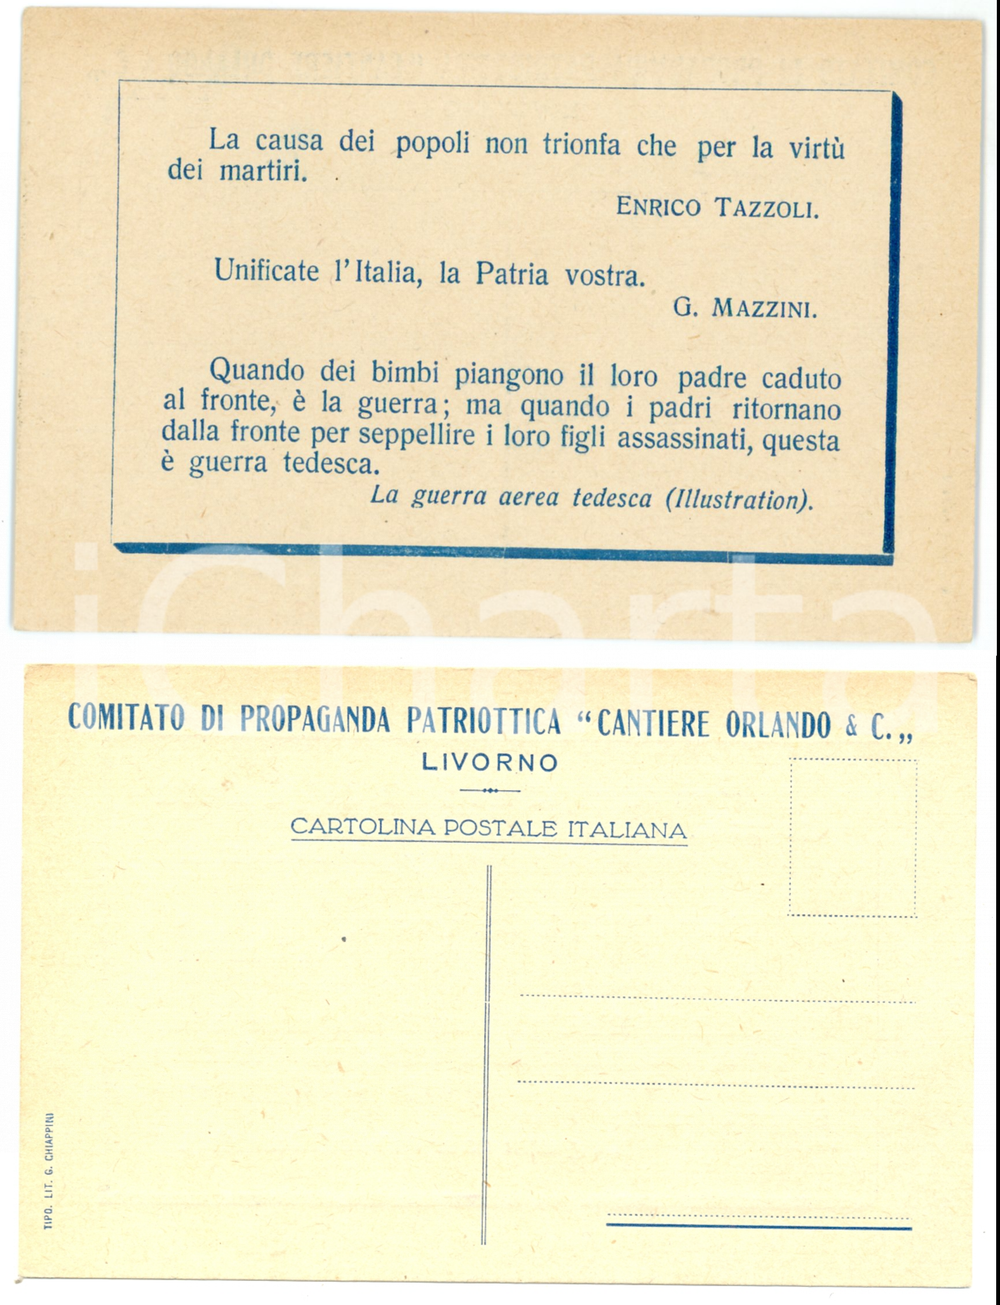 La causa dei popoli non trionfa che per la virtù
dei martiri.
ENRICO TAZZOLI.
Unificate l'Italia, la Patria vostra.
G. MAZZINI.
Quando dei bimbi piangono il loro padre caduto
al fronte, è la guerra; ma quando i padri ritornano
dalla fronte per seppellire i loro figli assassinati, questa
è guerra tedesca.
La guerra aerea tedesca (Illustration).
iCharta
COMITATO DI PROPAGANDA PATRIOTTICA “CANTIERE ORLANDO & C.„
LIVORNO
CARTOLINA POSTALE ITALIANA
TIPO. LIT. G. CHIAPPINI